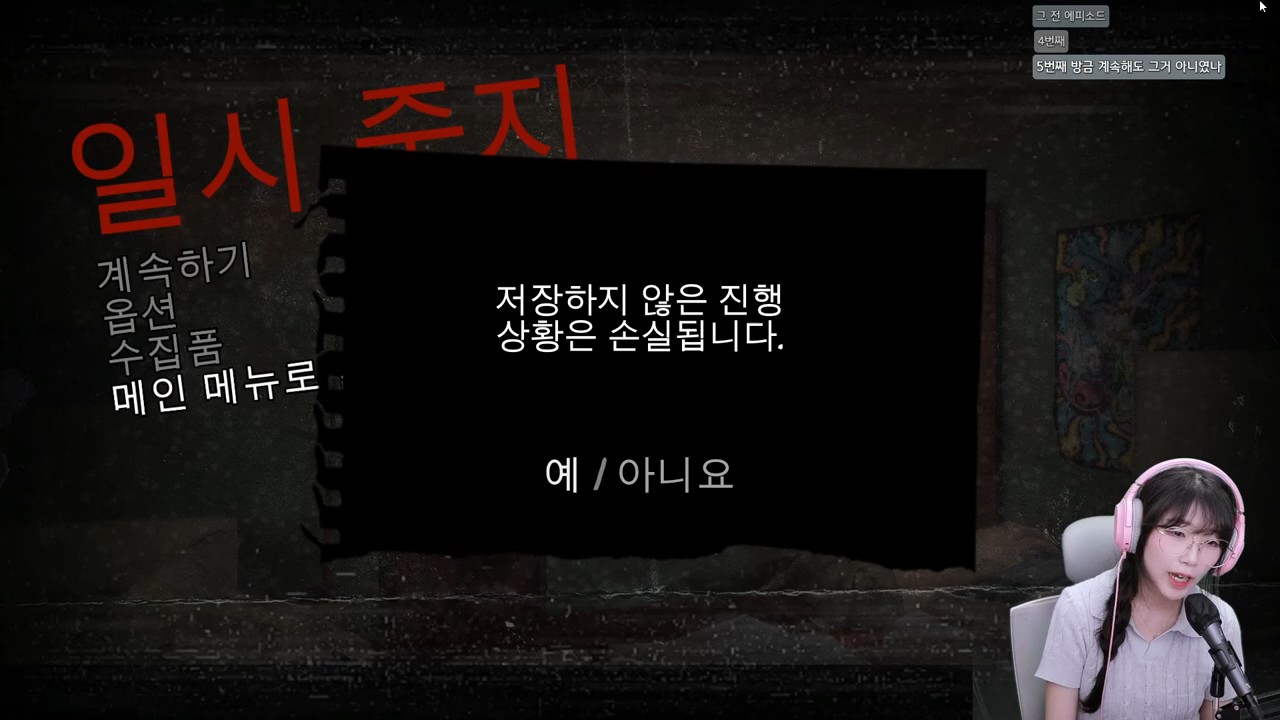 그 전 에피소드
4번째
5번째 방금 계속해도 그거 아니였나
일시 중지
계속하기
옵션
수집품
메인 메뉴로
저장하지 않은 진행
상황은 손실됩니다.
예 / 아니요